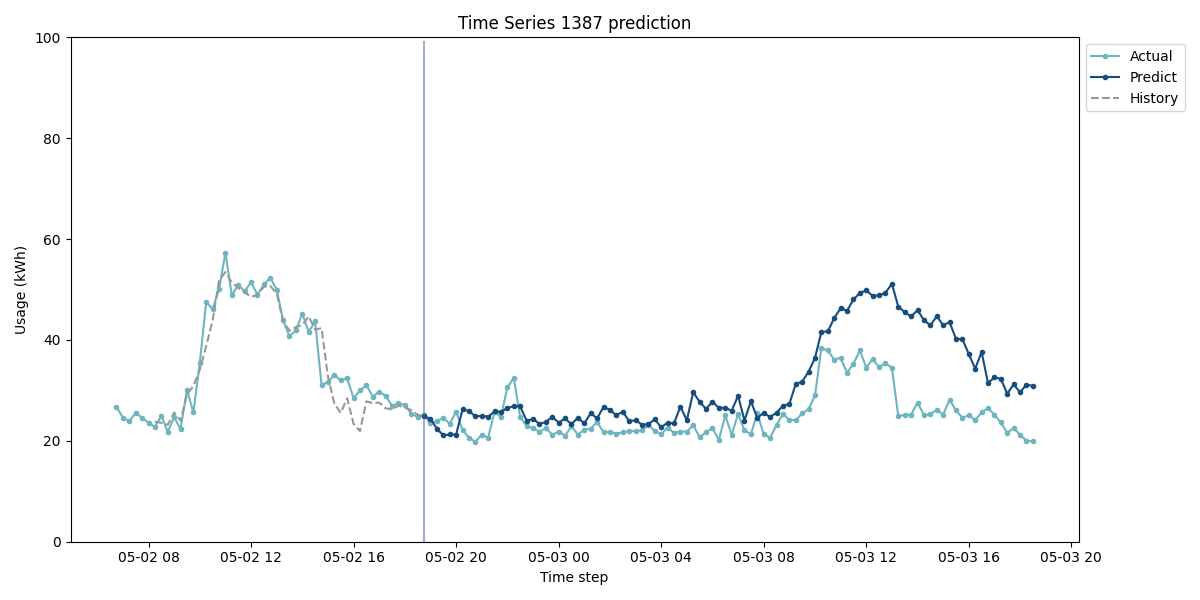 Time Series 1387 prediction
Usage (kWh)
100
80
60
40
20
0
05-02 08
05-02 12
05-02 16
05-02 20
05-03 00
05-03 04
05-03 08
05-03 12
05-03 16
05-03 20
Time step
Actual
Predict
History